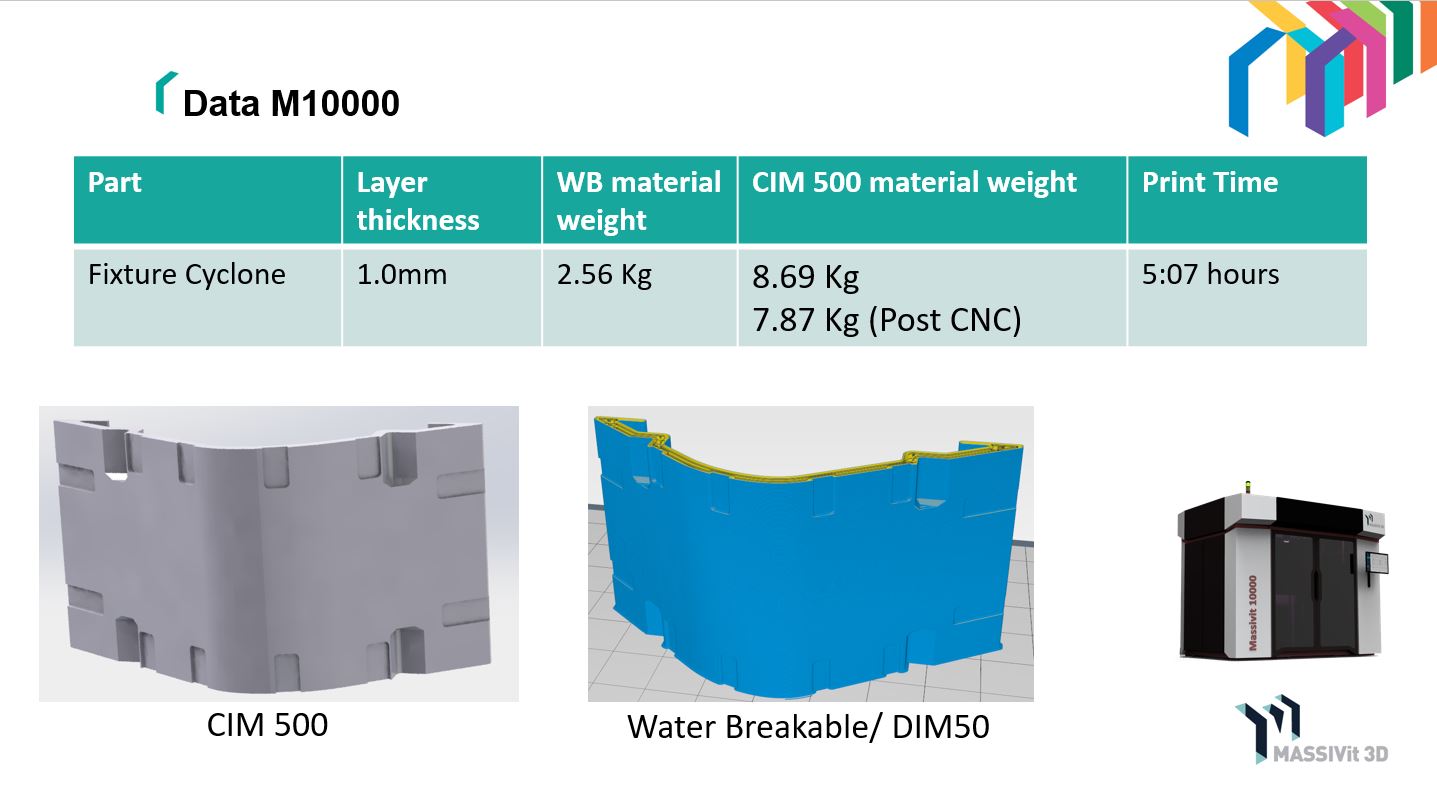 Data M10000
Part
Layer
thickness
WB material
weight
CIM 500 material weight
Print Time
Fixture Cyclone
1.0mm
2.56 Kg
8.69 Kg
7.87 Kg (Post CNC)
5:07 hours
Massivit 10000
CIM 500
Water Breakable/ DIM50
MASSIVit 3D